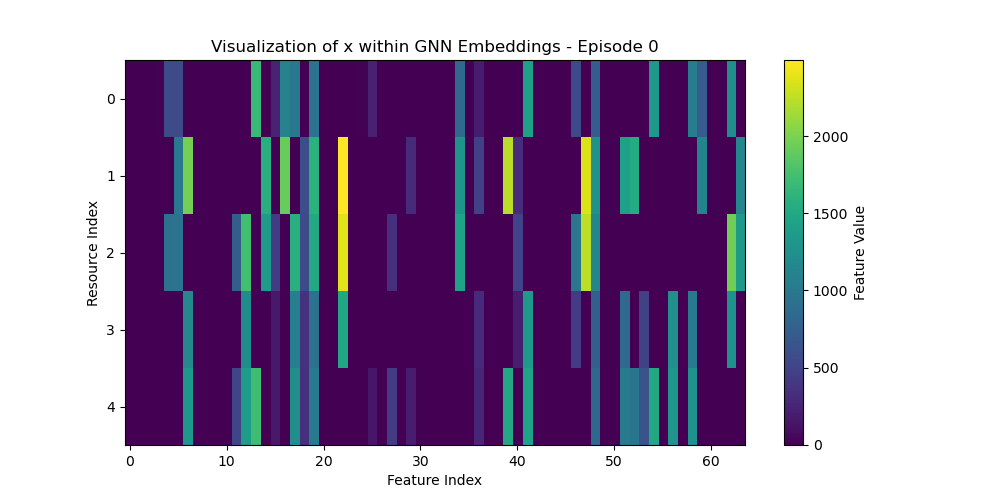 Visualization of x within GNN Embeddings - Episode 0
Resource Index
0
1
2
3
4
0 10 20 30 40 50 60
Feature Index
2000
1500
1000
500
0
Feature Value